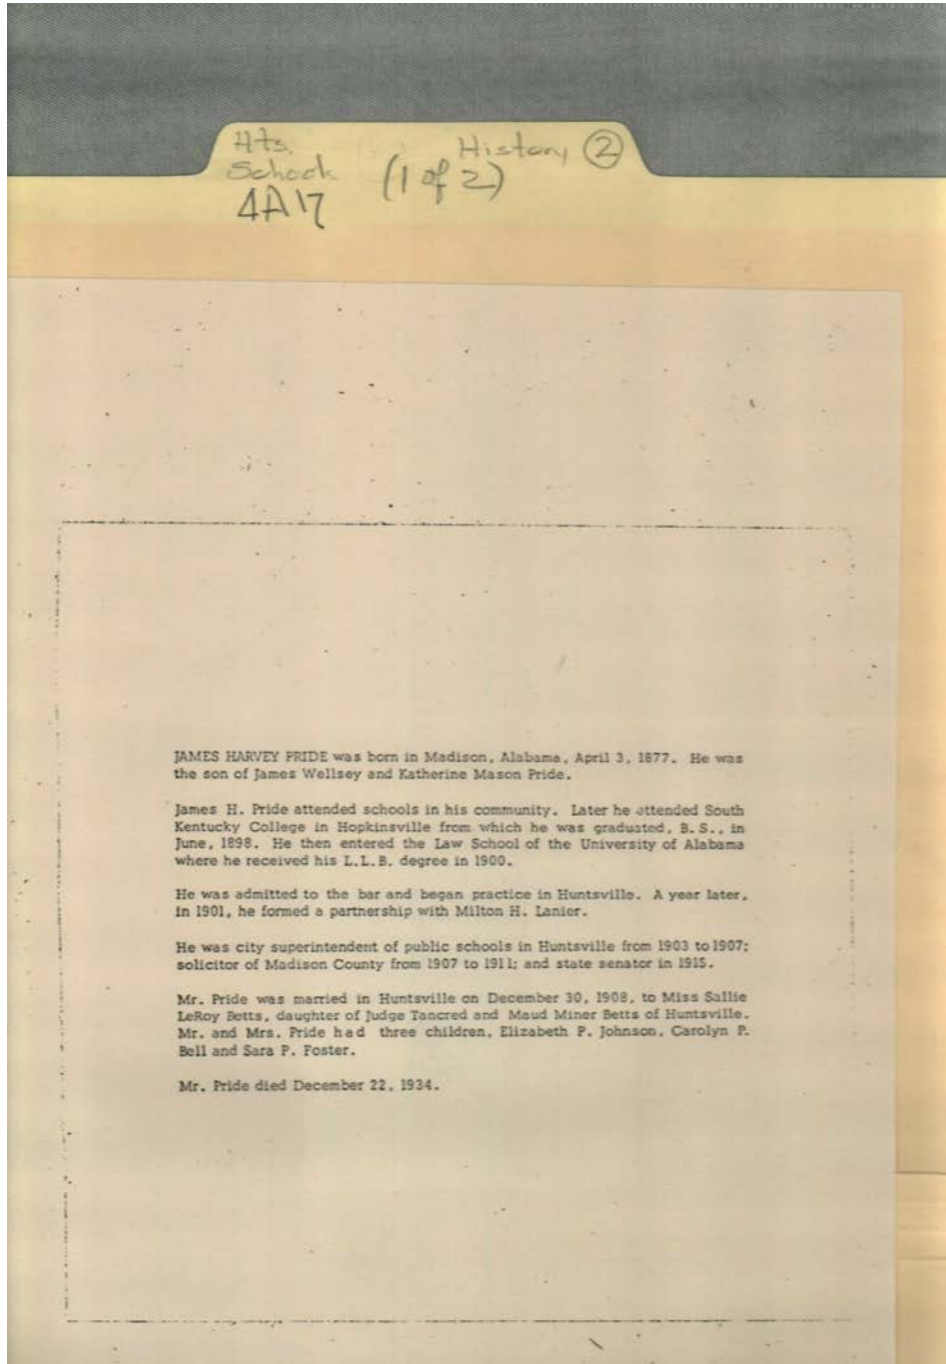 Hts. History ②
School (1 of 2)
4A17
JAMES HARVEY PRIDE was born in Madison, Alabama, April 3, 1877. He was
the son of James Wellsey and Katherine Mason Pride.
James H. Pride attended schools in his community. Later he attended South
Kentucky College in Hopkinsville from which he was graduated, B.S., in
June, 1898. He then entered the Law School of the University of Alabama
where he received his L.L.B. degree in 1900.
He was admitted to the bar and began practice in Huntsville. A year later,
in 1901, he formed a partnership with Milton H. Lanier.
He was city superintendent of public schools in Huntsville from 1903 to 1907;
solicitor of Madison County from 1907 to 1911; and state senator in 1915.
Mr. Pride was married in Huntsville on December 30, 1908, to Miss Sallie
LeRoy Betts, daughter of Judge Tancred and Maud Miner Betts of Huntsville.
Mr. and Mrs. Pride had three children, Elizabeth P. Johnson, Carolyn P.
Bell and Sara P. Foster.
Mr. Pride died December 22, 1934.